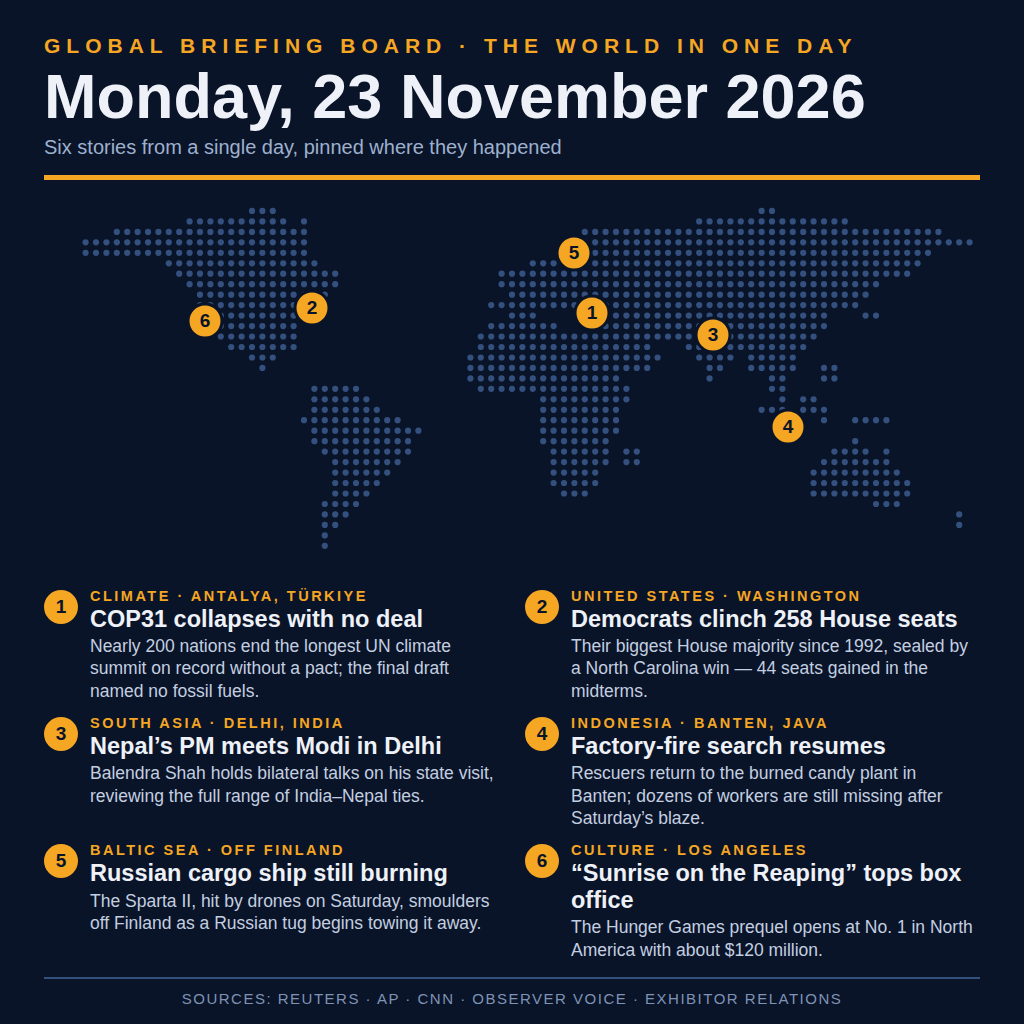 GLOBAL BRIEFING BOARD · THE WORLD IN ONE DAY
Monday, 23 November 2026
Six stories from a single day, pinned where they happened
5
2
1
6
3
4
1
CLIMATE · ANTALYA, TÜRKIYE
COP31 collapses with no deal
Nearly 200 nations end the longest UN climate
summit on record without a pact; the final draft
named no fossil fuels.
2
UNITED STATES · WASHINGTON
Democrats clinch 258 House seats
Their biggest House majority since 1992, sealed by
a North Carolina win — 44 seats gained in the
midterms.
3
SOUTH ASIA · DELHI, INDIA
Nepal’s PM meets Modi in Delhi
Balendra Shah holds bilateral talks on his state visit,
reviewing the full range of India–Nepal ties.
4
INDONESIA · BANTEN, JAVA
Factory-fire search resumes
Rescuers return to the burned candy plant in
Banten; dozens of workers are still missing after
Saturday’s blaze.
5
BALTIC SEA · OFF FINLAND
Russian cargo ship still burning
The Sparta II, hit by drones on Saturday, smoulders
off Finland as a Russian tug begins towing it away.
6
CULTURE · LOS ANGELES
“Sunrise on the Reaping” tops box
office
The Hunger Games prequel opens at No. 1 in North
America with about $120 million.
SOURCES: REUTERS · AP · CNN · OBSERVER VOICE · EXHIBITOR RELATIONS